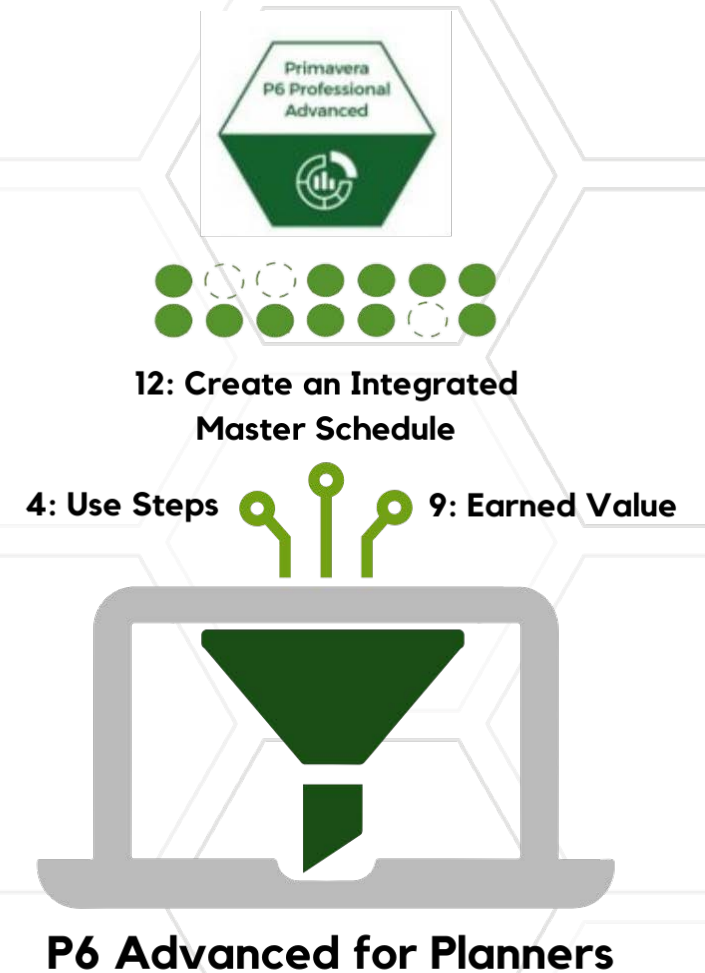 Primavera
P6 Professional
Advanced
12: Create an Integrated
Master Schedule
4: Use Steps
9: Earned Value
P6 Advanced for Planners